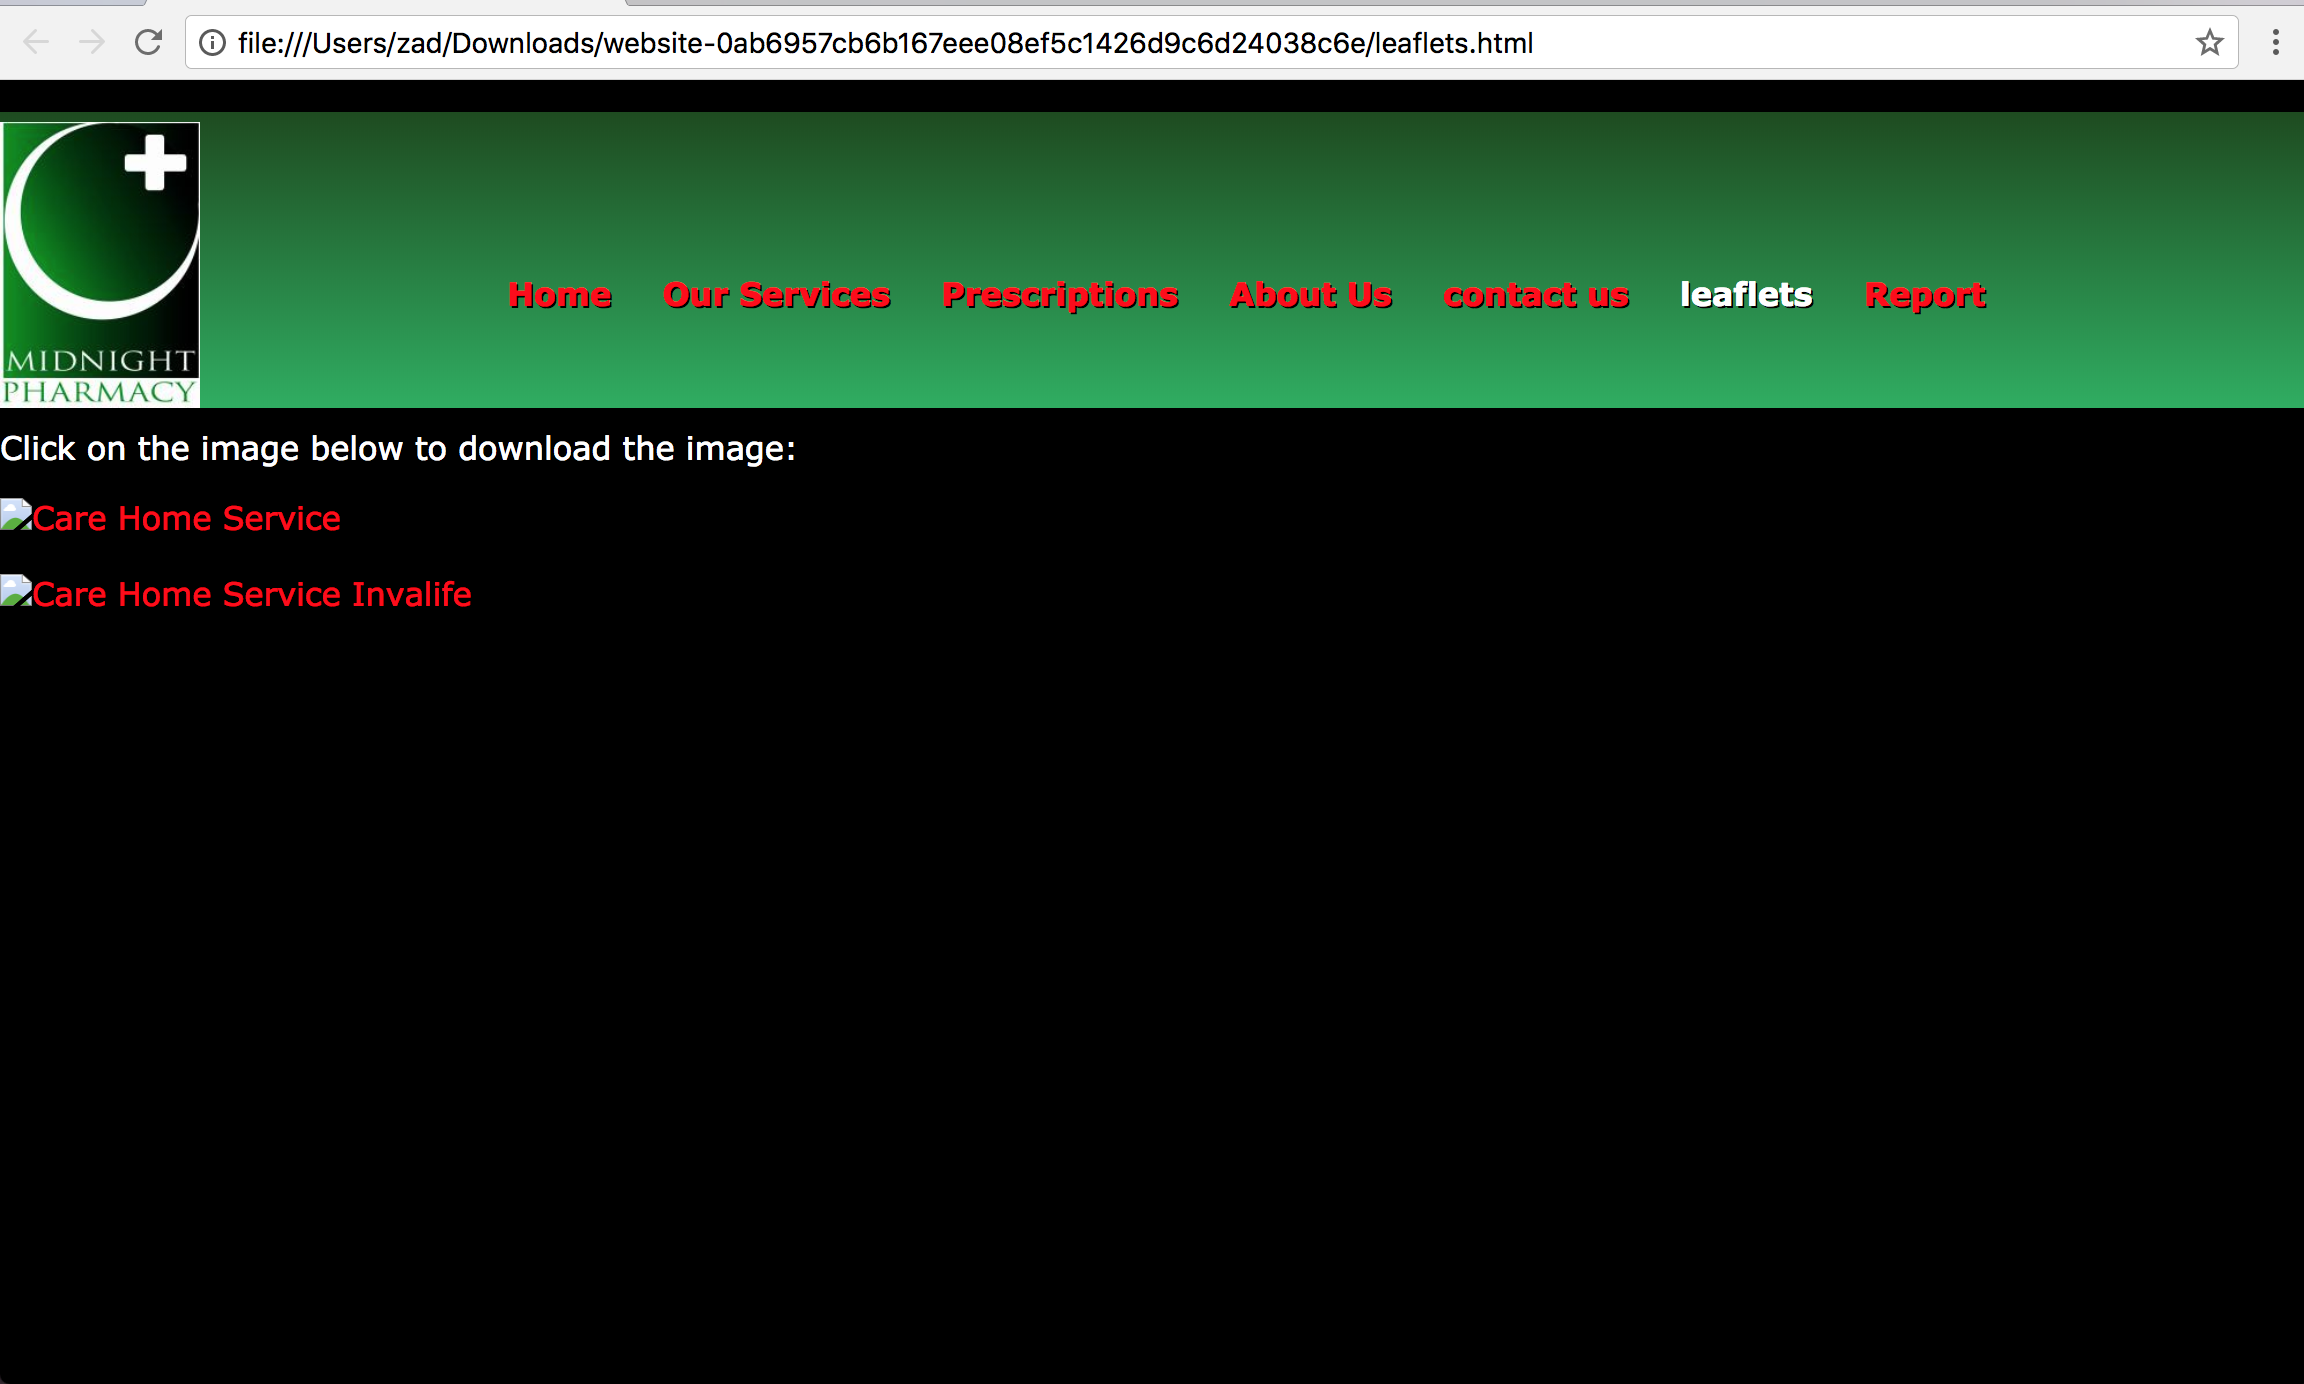 file:///Users/zad/Downloads/website-0ab6957cb6b167eee08ef5c1426d9c6d24038c6e/leaflets.html
MIDNIGHT
PHARMACY
Home Our Services Prescriptions About Us contact us leaflets Report
Click on the image below to download the image:
Care Home Service
Care Home Service Invalife